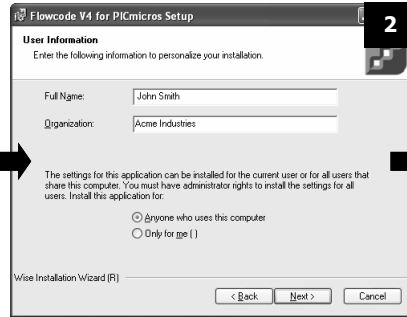 Flowcode V4 for PICmicros Setup
2
User Information
Enter the following information to personalize your installation.
Full Name:
John Smith
Organization:
Acme Industries
The settings for this application can be installed for the current user or for all users that
share this computer. You must have administrator rights to install the settings for all
users. Install this application for:
Anyone who uses this computer
Only for me ( )
Wise Installation Wizard (R)
< Back
Next >
Cancel